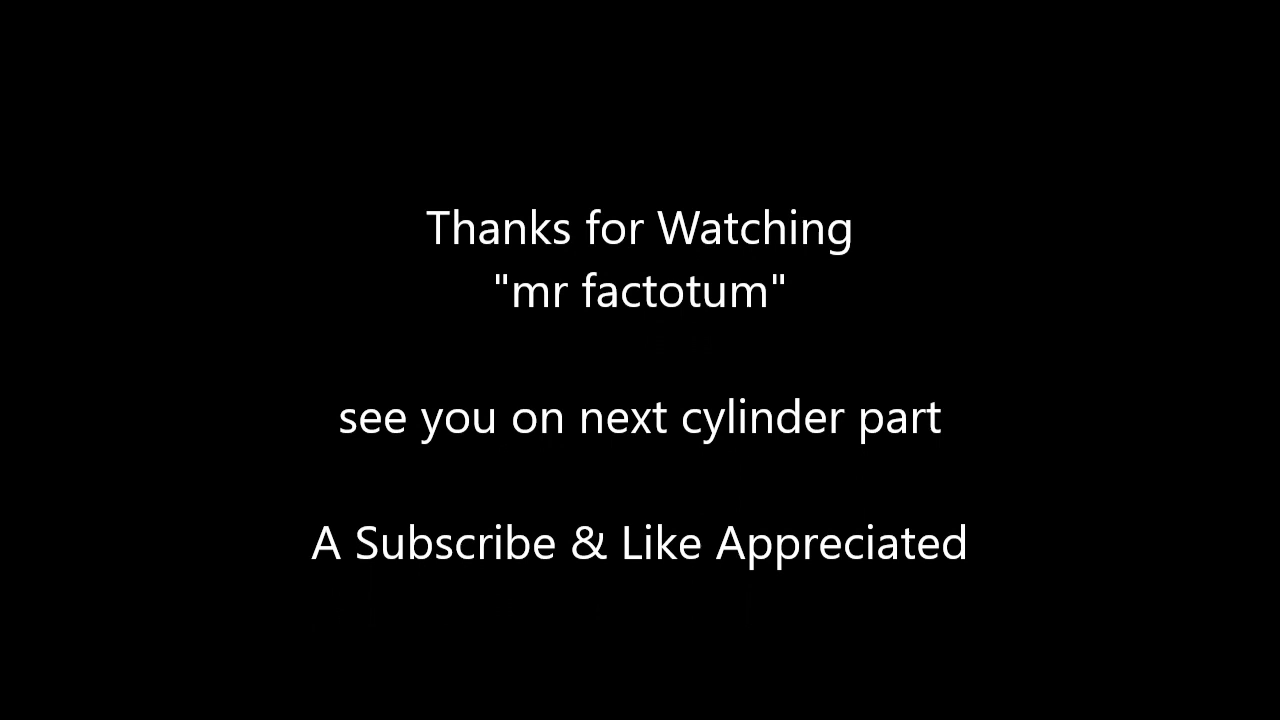 Thanks for Watching
"mr factotum"
see you on next cylinder part
A Subscribe & Like Appreciated